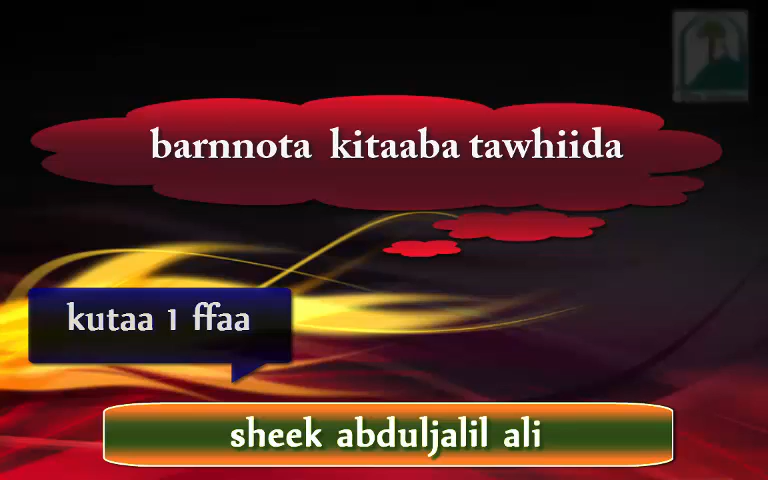 barnnota kitaaba tawhiida
kutaa 1 ffaa
sheek abduljalil ali